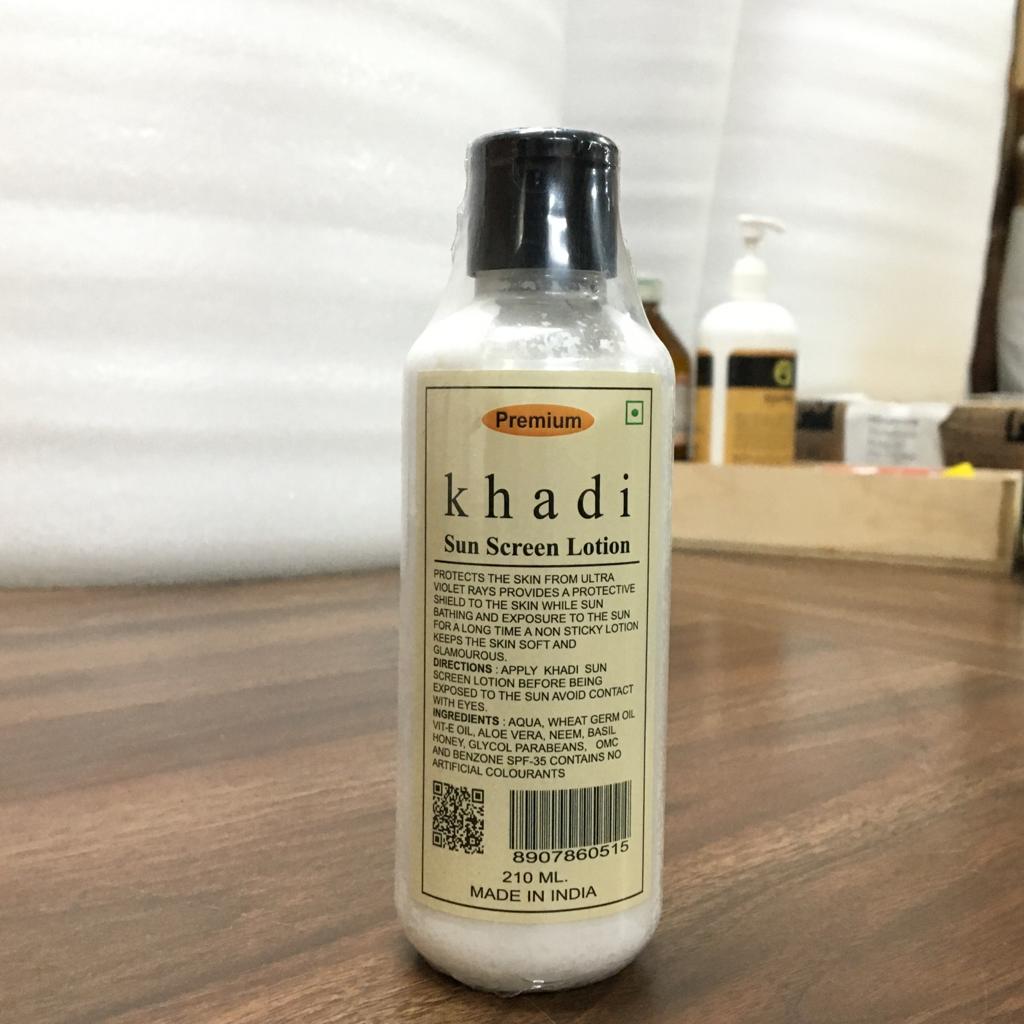 Premium
khadi
Sun Screen Lotion
PROTECTS THE SKIN FROM ULTRA
VIOLET RAYS PROVIDES A PROTECTIVE
SHIELD TO THE SKIN WHILE SUN
BATHING AND EXPOSURE TO THE SUN
FOR A LONG TIME A NON STICKY LOTION
KEEPS THE SKIN SOFT AND
GLAMOUROUS.
DIRECTIONS : APPLY KHADI SUN
SCREEN LOTION BEFORE BEING
EXPOSED TO THE SUN AVOID CONTACT
WITH EYES.
INGREDIENTS : AQUA, WHEAT GERM OIL
VIT-E OIL, ALOE VERA, NEEM, BASIL
HONEY, GLYCOL PARABEANS, OMC
AND BENZONE SPF-35 CONTAINS NO
ARTIFICIAL COLOURANTS
8907860515
210 ML.
MADE IN INDIA